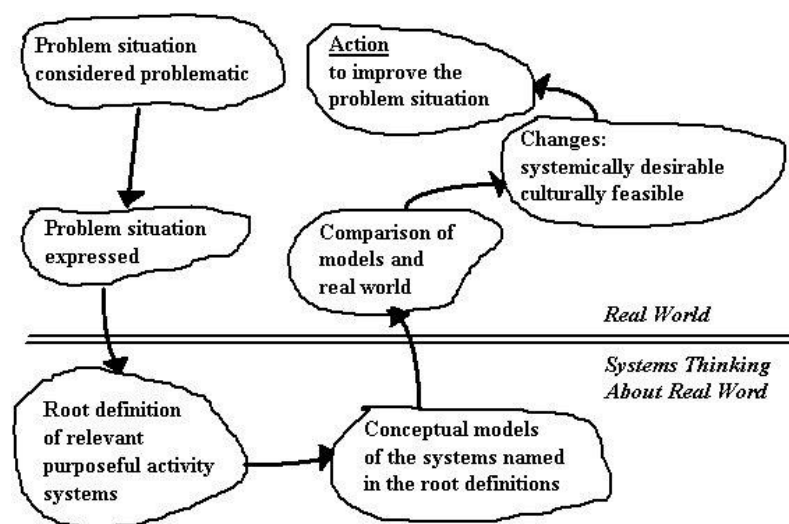 Problem situation
considered problematic
Problem situation
expressed
Root definition
of relevant
purposeful activity
systems
Conceptual models
of the systems named
in the root definitions
Comparison of
models and
real world
Changes:
systemically desirable
culturally feasible
Action
to improve the
problem situation
Real World
Systems Thinking
About Real Word